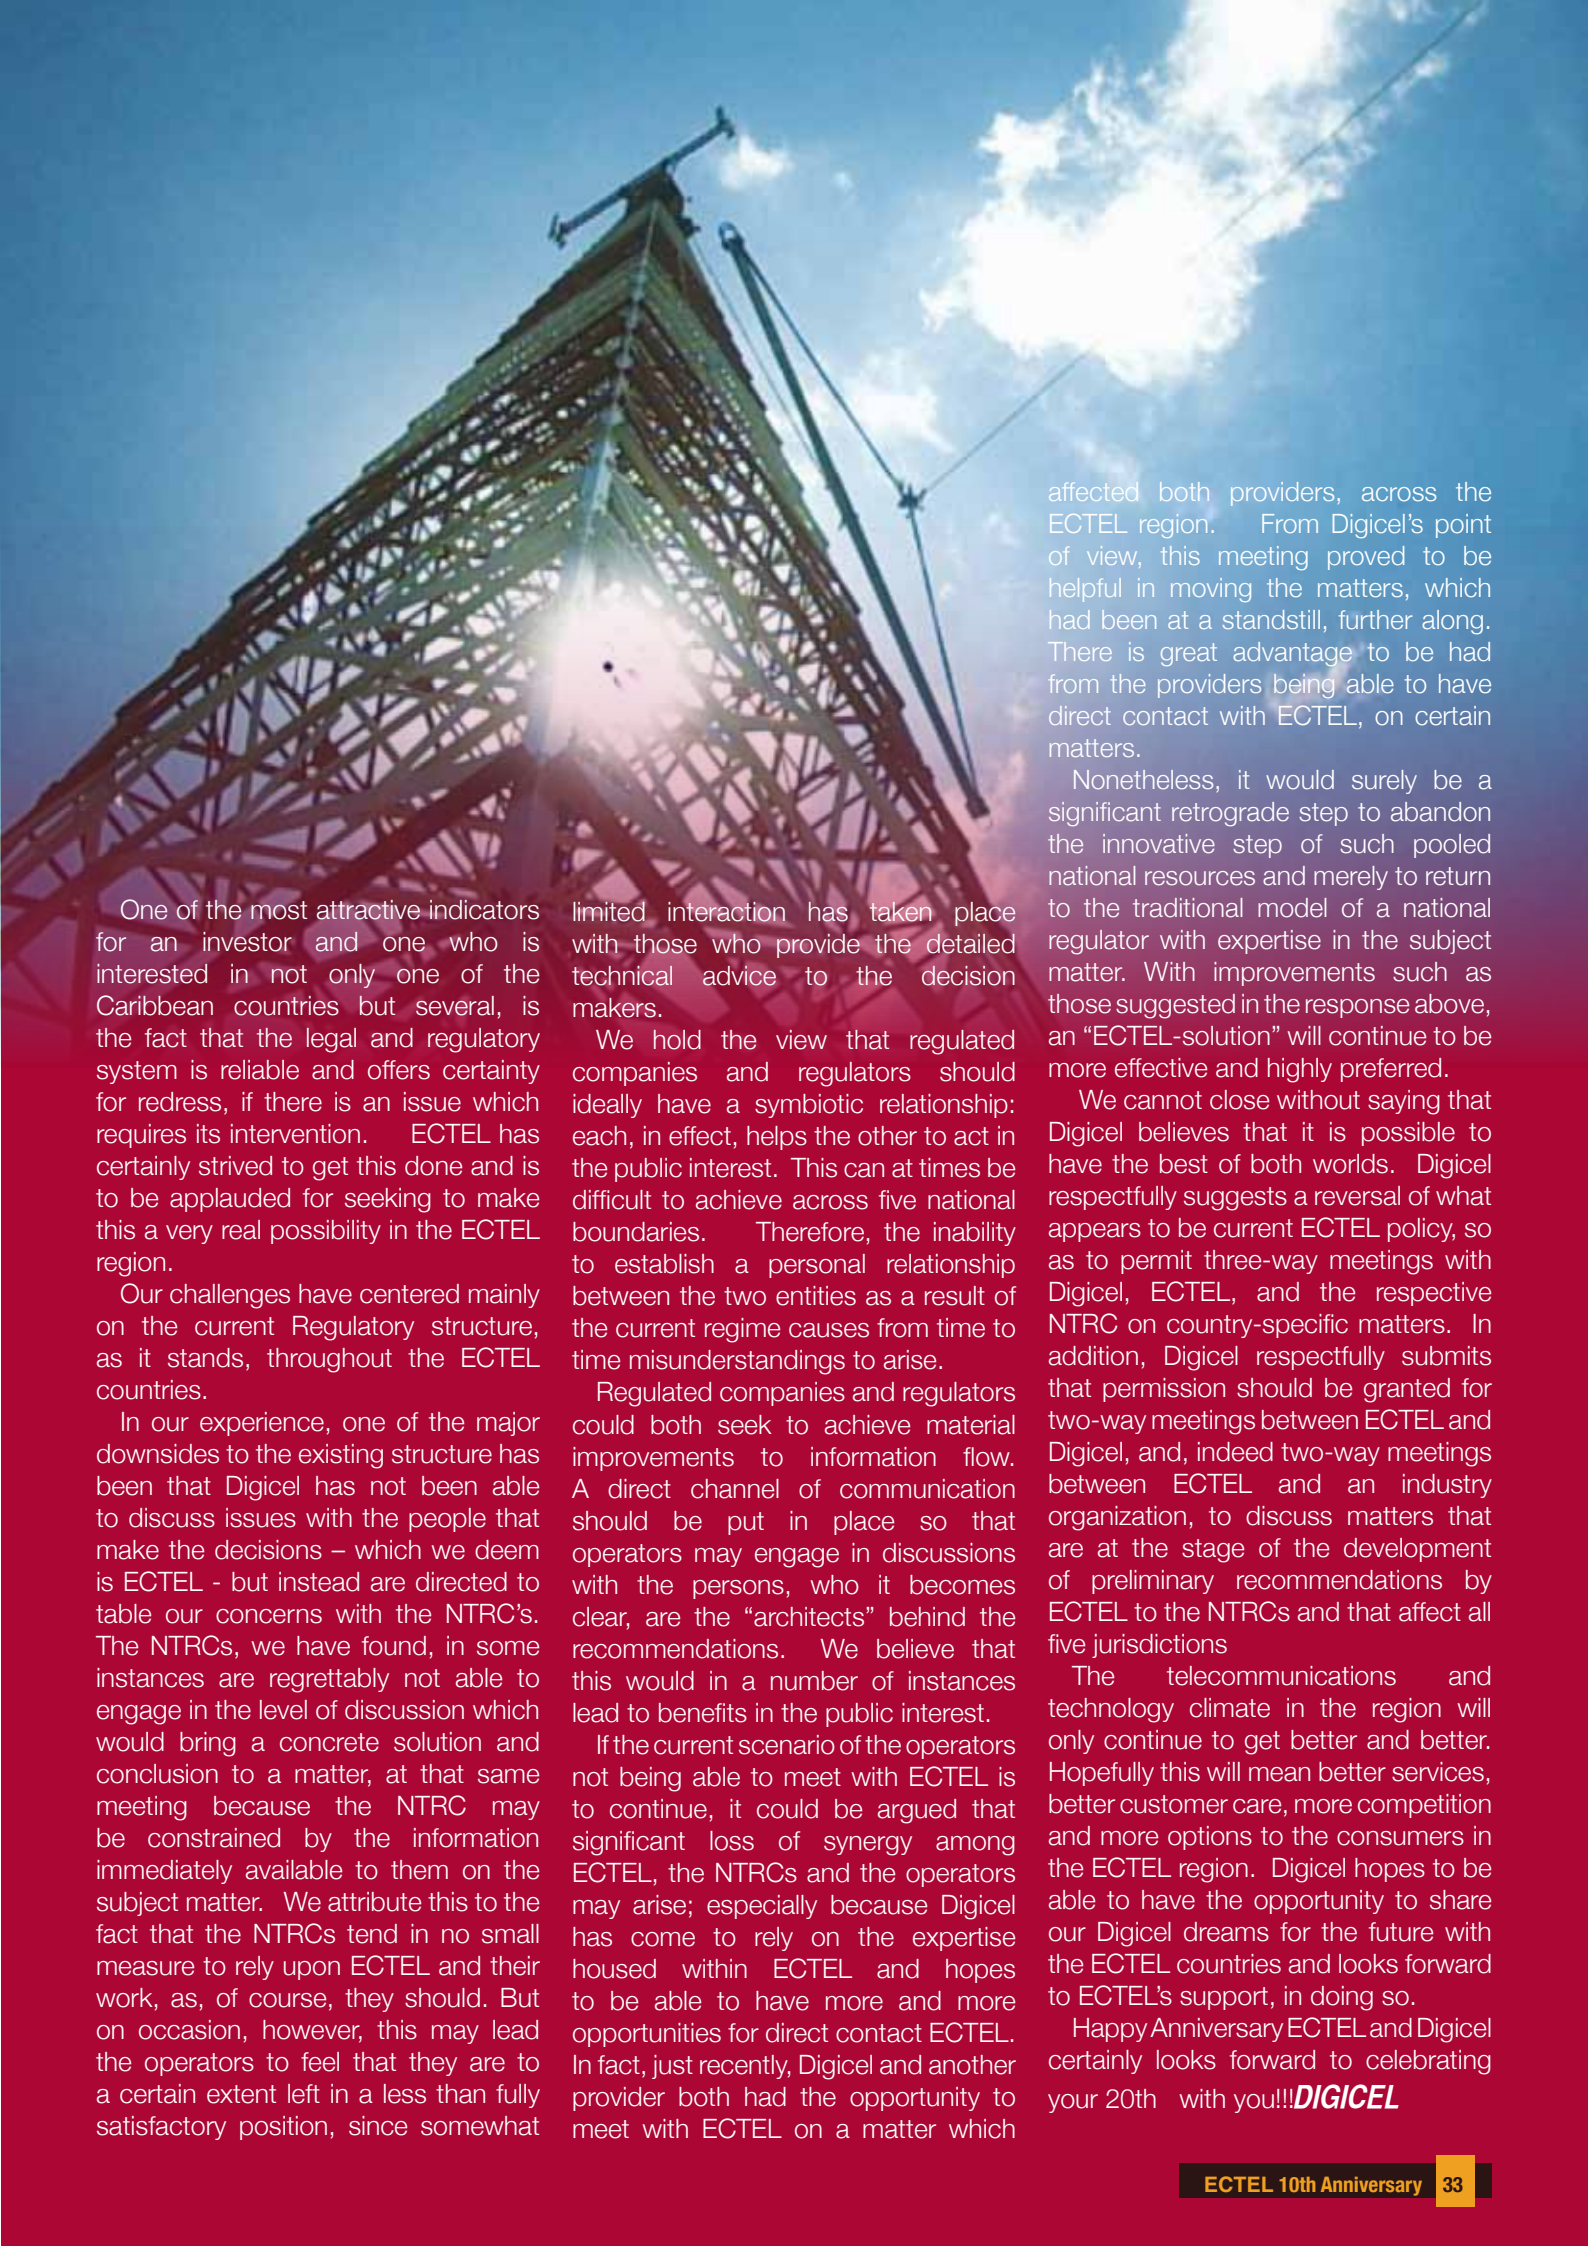 One of the most attractive indicators
for an investor and one who is
interested in not only one of the
Caribbean countries but several, is
the fact that the legal and regulatory
system is reliable and offers certainty
for redress, if there is an issue which
requires its intervention. ECTEL has
certainly strived to get this done and is
to be applauded for seeking to make
this a very real possibility in the ECTEL
region.
Our challenges have centered mainly
on the current Regulatory structure,
as it stands, throughout the ECTEL
countries.
In our experience, one of the major
downsides to the existing structure has
been that Digicel has not been able
to discuss issues with the people that
make the decisions – which we deem
is ECTEL - but instead are directed to
table our concerns with the NTRC's.
The NTRCs, we have found, in some
instances are regrettably not able to
engage in the level of discussion which
would bring a concrete solution and
conclusion to a matter, at that same
meeting because the NTRC may
be constrained by the information
immediately available to them on the
subject matter. We attribute this to the
fact that the NTRCs tend in no small
measure to rely upon ECTEL and their
work, as, of course, they should. But
on occasion, however, this may lead
the operators to feel that they are to
a certain extent left in a less than fully
satisfactory position, since somewhat
limited interaction has taken place
with those who provide the detailed
technical advice to the decision
makers.
We hold the view that regulated
companies and regulators should
ideally have a symbiotic relationship:
each, in effect, helps the other to act in
the public interest. This can at times be
difficult to achieve across five national
boundaries. Therefore, the inability
to establish a personal relationship
between the two entities as a result of
the current regime causes from time to
time misunderstandings to arise.
Regulated companies and regulators
could both seek to achieve material
improvements to information flow.
A direct channel of communication
should be put in place so that
operators may engage in discussions
with the persons, who it becomes
clear, are the “architects” behind the
recommendations. We believe that
this would in a number of instances
lead to benefits in the public interest.
If the current scenario of the operators
not being able to meet with ECTEL is
to continue, it could be argued that
significant loss of synergy among
ECTEL, the NTRCs and the operators
may arise; especially because Digicel
has come to rely on the expertise
housed within ECTEL and hopes
to be able to have more and more
opportunities for direct contact ECTEL.
In fact, just recently, Digicel and another
provider both had the opportunity to
meet with ECTEL on a matter which
affected both providers, across the
ECTEL region. From Digicel's point
of view, this meeting proved to be
helpful in moving the matters, which
had been at a standstill, further along.
There is great advantage to be had
from the providers being able to have
direct contact with ECTEL, on certain
matters.
Nonetheless, it would surely be a
significant retrograde step to abandon
the innovative step of such pooled
national resources and merely to return
to the traditional model of a national
regulator with expertise in the subject
matter. With improvements such as
those suggested in the response above,
an “ECTEL-solution” will continue to be
more effective and highly preferred.
We cannot close without saying that
Digicel believes that it is possible to
have the best of both worlds. Digicel
respectfully suggests a reversal of what
appears to be current ECTEL policy, so
as to permit three-way meetings with
Digicel, ECTEL, and the respective
NTRC on country-specific matters. In
addition, Digicel respectfully submits
that permission should be granted for
two-way meetings between ECTEL and
Digicel, and, indeed two-way meetings
between ECTEL and an industry
organization, to discuss matters that
are at the stage of the development
of preliminary recommendations by
ECTEL to the NTRCs and that affect all
five jurisdictions
The telecommunications and
technology climate in the region will
only continue to get better and better.
Hopefully this will mean better services,
better customer care, more competition
and more options to the consumers in
the ECTEL region. Digicel hopes to be
able to have the opportunity to share
our Digicel dreams for the future with
the ECTEL countries and looks forward
to ECTEL's support, in doing so.
Happy Anniversary ECTEL and Digicel
certainly looks forward to celebrating
your 20th with you!!!DIGICEL
ECTEL 10th Anniversary 33